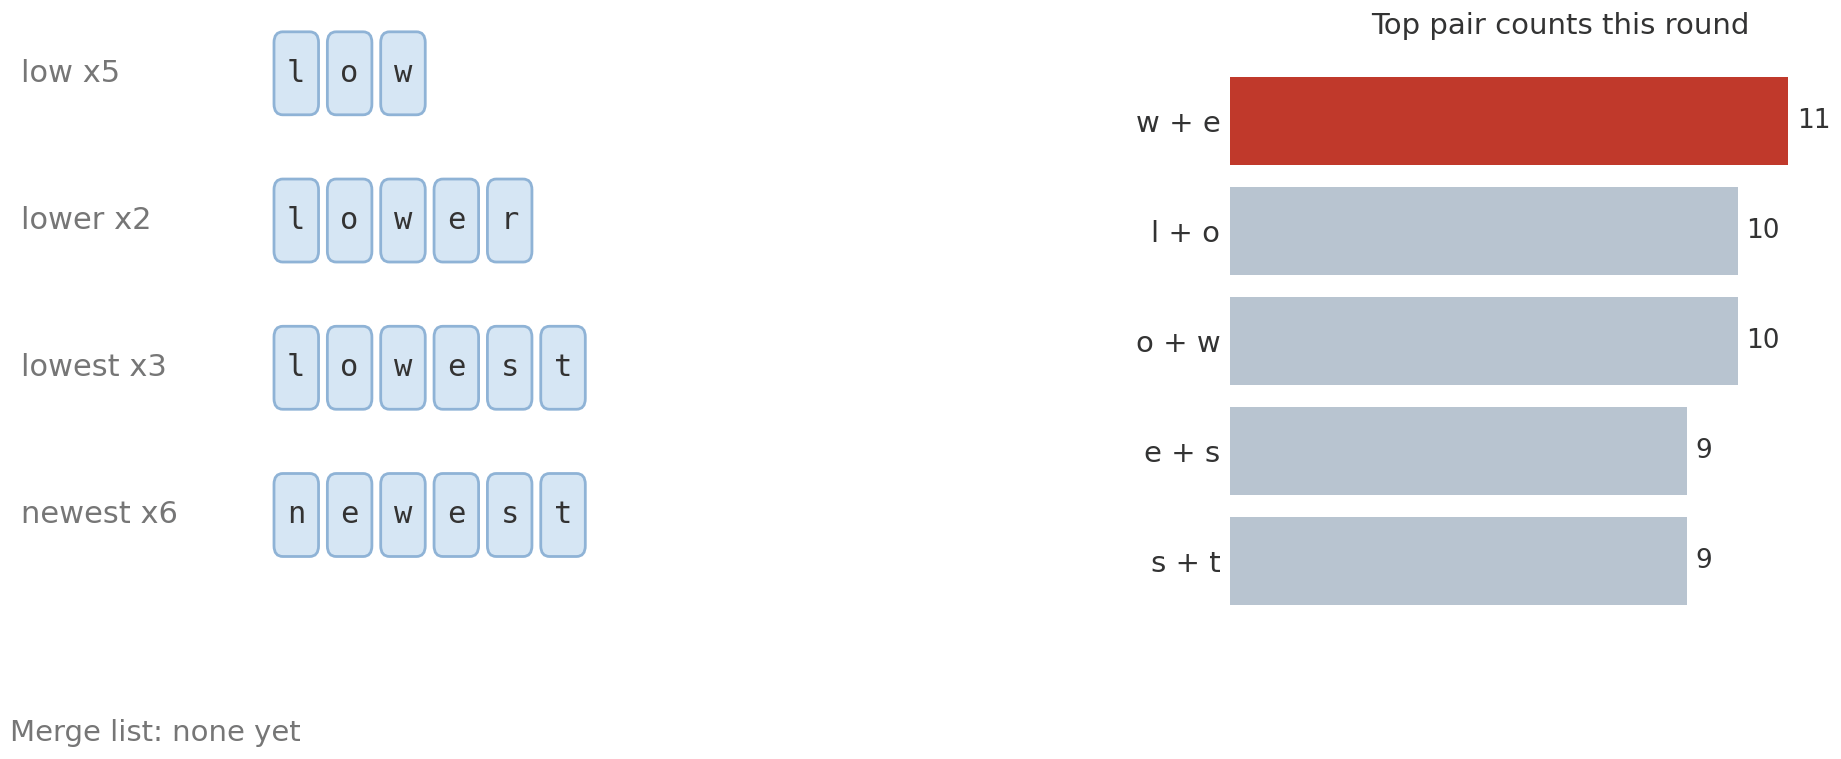 low x5
l o w
lower x2
l o w e r
lowest x3
l o w e s t
newest x6
n e w e s t
Merge list: none yet
Top pair counts this round
w + e 11
l + o 10
o + w 10
e + s 9
s + t 9